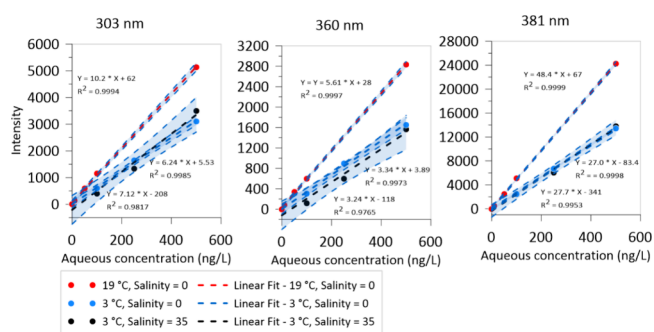 303 nm
360 nm
381 nm
Intensity
6000
5000
4000
3000
2000
1000
0
0
200
400
600
Y = 10.2 * X + 62
R2 = 0.9994
Y = 6.24 * X + 5.53
R2 = 0.9985
Y = 7.12 * X - 208
R2 = 0.9817
Aqueous concentration (ng/L)
3200
2800
2400
2000
1600
1200
800
400
0
0
200
400
600
Y = Y = 5.61 * X + 28
R2 = 0.9997
Y = 3.34 * X + 3.89
R2 = 0.9973
Y = 3.24 * X - 118
R2 = 0.9765
Aqueous concentration (ng/L)
28000
24000
20000
16000
12000
8000
4000
0
0
200
400
600
Y = 48.4 * X + 67
R2 = 0.9999
Y = 27.0 * X - 83.4
R2 = = 0.9998
Y = 27.7 * X - 341
R2 = 0.9953
Aqueous concentration (ng/L)
19 °C, Salinity = 0
Linear Fit - 19 °C, Salinity = 0
3 °C, Salinity = 0
Linear Fit - 3 °C, Salinity = 0
3 °C, Salinity = 35
Linear Fit - 3 °C, Salinity = 35